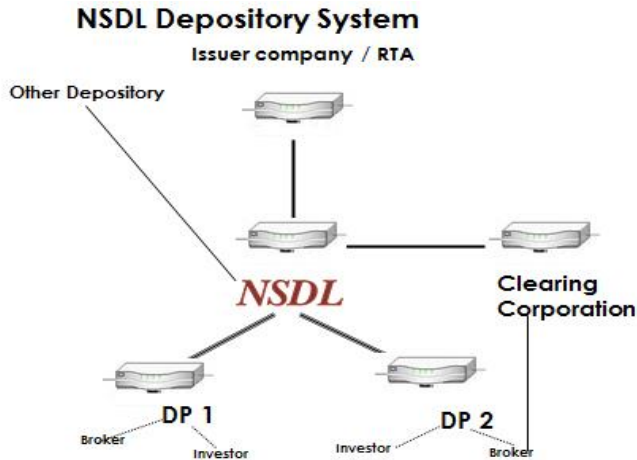 NSDL Depository System
Issuer company / RTA
Other Depository
NSDL
Clearing
Corporation
DP 1
DP 2
Broker
Investor
Investor
Broker